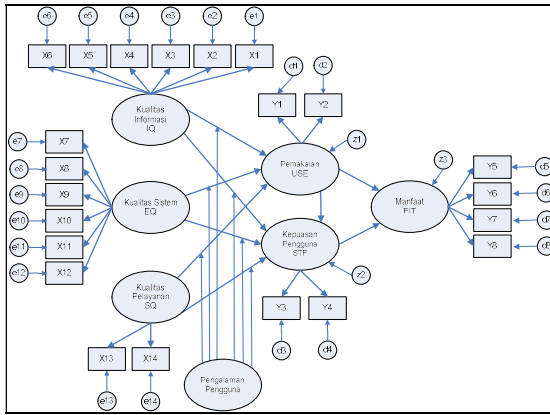 e6 e5 e4 e3 e2 e1
X6 X5 X4 X3 X2 X1
d1 d2
Y1 Y2
Kualitas
Informasi
IQ
z1
e7 X7
e8 X8
e9 X9
e10 X10
e11 X11
e12 X12
Kualitas Sistem
EQ
Pemakaian
USE
z3
Manfaat
FIT
Y5 d5
Y6 d6
Y7 d7
Y8 d8
Kepuasan
Pengguna
STF
z2
Kualitas
Pelayanan
SQ
Y3 Y4
d3 d4
X13 X14
e13 e14
Pengalaman
Pengguna